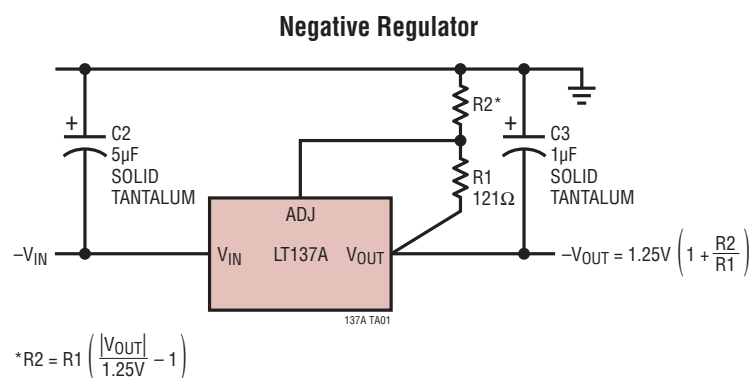 Negative Regulator
R2*
+
C2
5µF
SOLID
TANTALUM
+
C3
1µF
SOLID
TANTALUM
R1
121Ω
ADJ
–VIN
VIN
LT137A
VOUT
–VOUT = 1.25V (1 + R2/R1)
137A TA01
*R2 = R1 (|VOUT|/1.25V – 1)